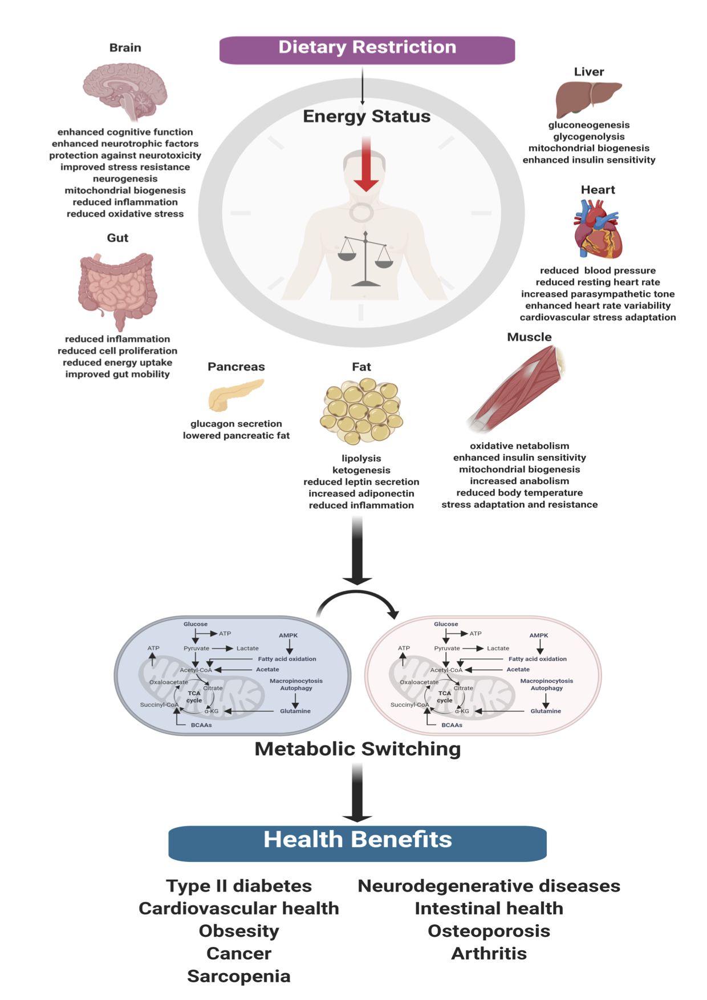 Dietary Restriction
Energy Status
Brain
enhanced cognitive function
enhanced neurotrophic factors
protection against neurotoxicity
improved stress resistance
neurogenesis
mitochondrial biogenesis
reduced inflammation
reduced oxidative stress
Gut
reduced inflammation
reduced cell proliferation
reduced energy uptake
improved gut mobility
Liver
gluconeogenesis
glycogenolysis
mitochondrial biogenesis
enhanced insulin sensitivity
Heart
reduced blood pressure
reduced resting heart rate
increased parasympathetic tone
enhanced heart rate variability
cardiovascular stress adaptation
Pancreas
glucagon secretion
lowered pancreatic fat
Fat
lipolysis
ketogenesis
reduced leptin secretion
increased adiponectin
reduced inflammation
Muscle
oxidative netabolism
enhanced insulin sensitivity
mitochondrial biogenesis
increased anabolism
reduced body temperature
stress adaptation and resistance
Glucose
ATP
AMPK
ATP
Pyruvate
Lactate
Fatty acid oxidation
Acetyl-CoA
Acetate
Oxaloacetate
Citrate
Macropinocytosis
Autophagy
TCA
cycle
Succinyl-CoA
α-KG
Glutamine
BCAAs
Glucose
ATP
AMPK
ATP
Pyruvate
Lactate
Fatty acid oxidation
Acetyl-CoA
Acetate
Oxaloacetate
Citrate
Macropinocytosis
Autophagy
TCA
cycle
Succinyl-CoA
α-KG
Glutamine
BCAAs
Metabolic Switching
Health Benefits
Type II diabetes
Cardiovascular health
Obsesity
Cancer
Sarcopenia
Neurodegenerative diseases
Intestinal health
Osteoporosis
Arthritis